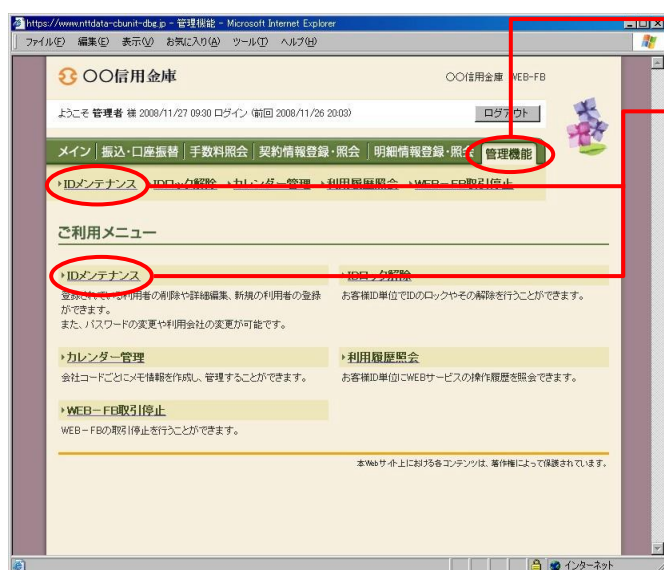 https://www.nttdata-cbunit-dbg.jp - 管理機能 - Microsoft Internet Explorer
ファイル(F) 編集(E) 表示(V) お気に入り(A) ツール(T) ヘルプ(H)
〇〇信用金庫
〇〇信用金庫 WEB-FB
ようこそ 管理者 様 2008/11/27 09:30 ログイン (前回 2008/11/26 20:03)
ログアウト
メイン 振込・口座振替 手数料照会 契約情報登録・照会 明細情報登録・照会 管理機能
IDメンテナンス IDロック解除 カレンダー管理 利用履歴照会 WEB－FB取引停止
ご利用メニュー
IDメンテナンス
登録されている利用者の削除や詳細編集、新規の利用者の登録
ができます。
また、パスワードの変更や利用会社の変更が可能です。
IDロック解除
お客様ID単位でIDのロックやその解除を行うことができます。
カレンダー管理
会社コードごとにメモ情報を作成し、管理することができます。
利用履歴照会
お客様ID単位にWEBサービスの操作履歴を照会できます。
WEB－FB取引停止
WEB－FBの取引停止を行うことができます。
本Webサイト上における各コンテンツは、著作権によって保護されています。
インターネット